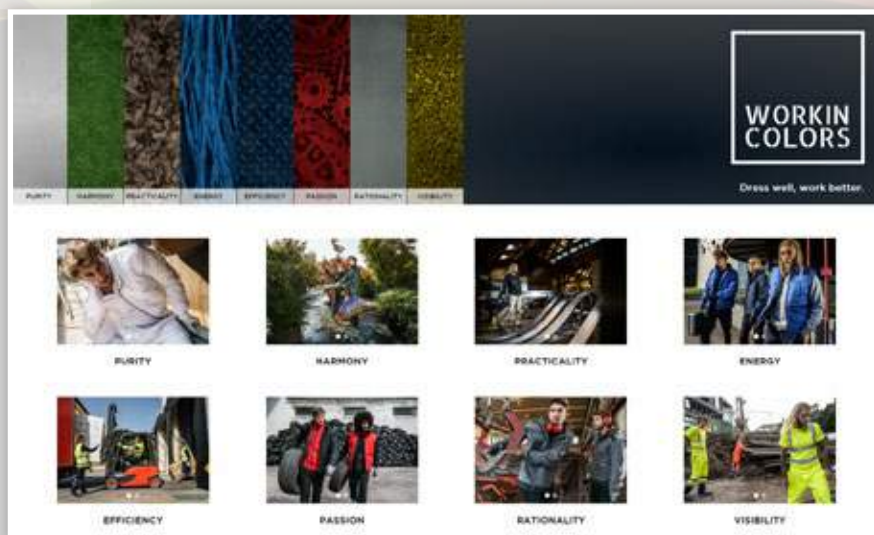 WORKIN
COLORS
Dress well, work better.
PURITY HARMONY PRACTICALITY ENERGY EFFICIENCY PASSION RATIONALITY VISIBILITY
PURITY HARMONY PRACTICALITY ENERGY
EFFICIENCY PASSION RATIONALITY VISIBILITY